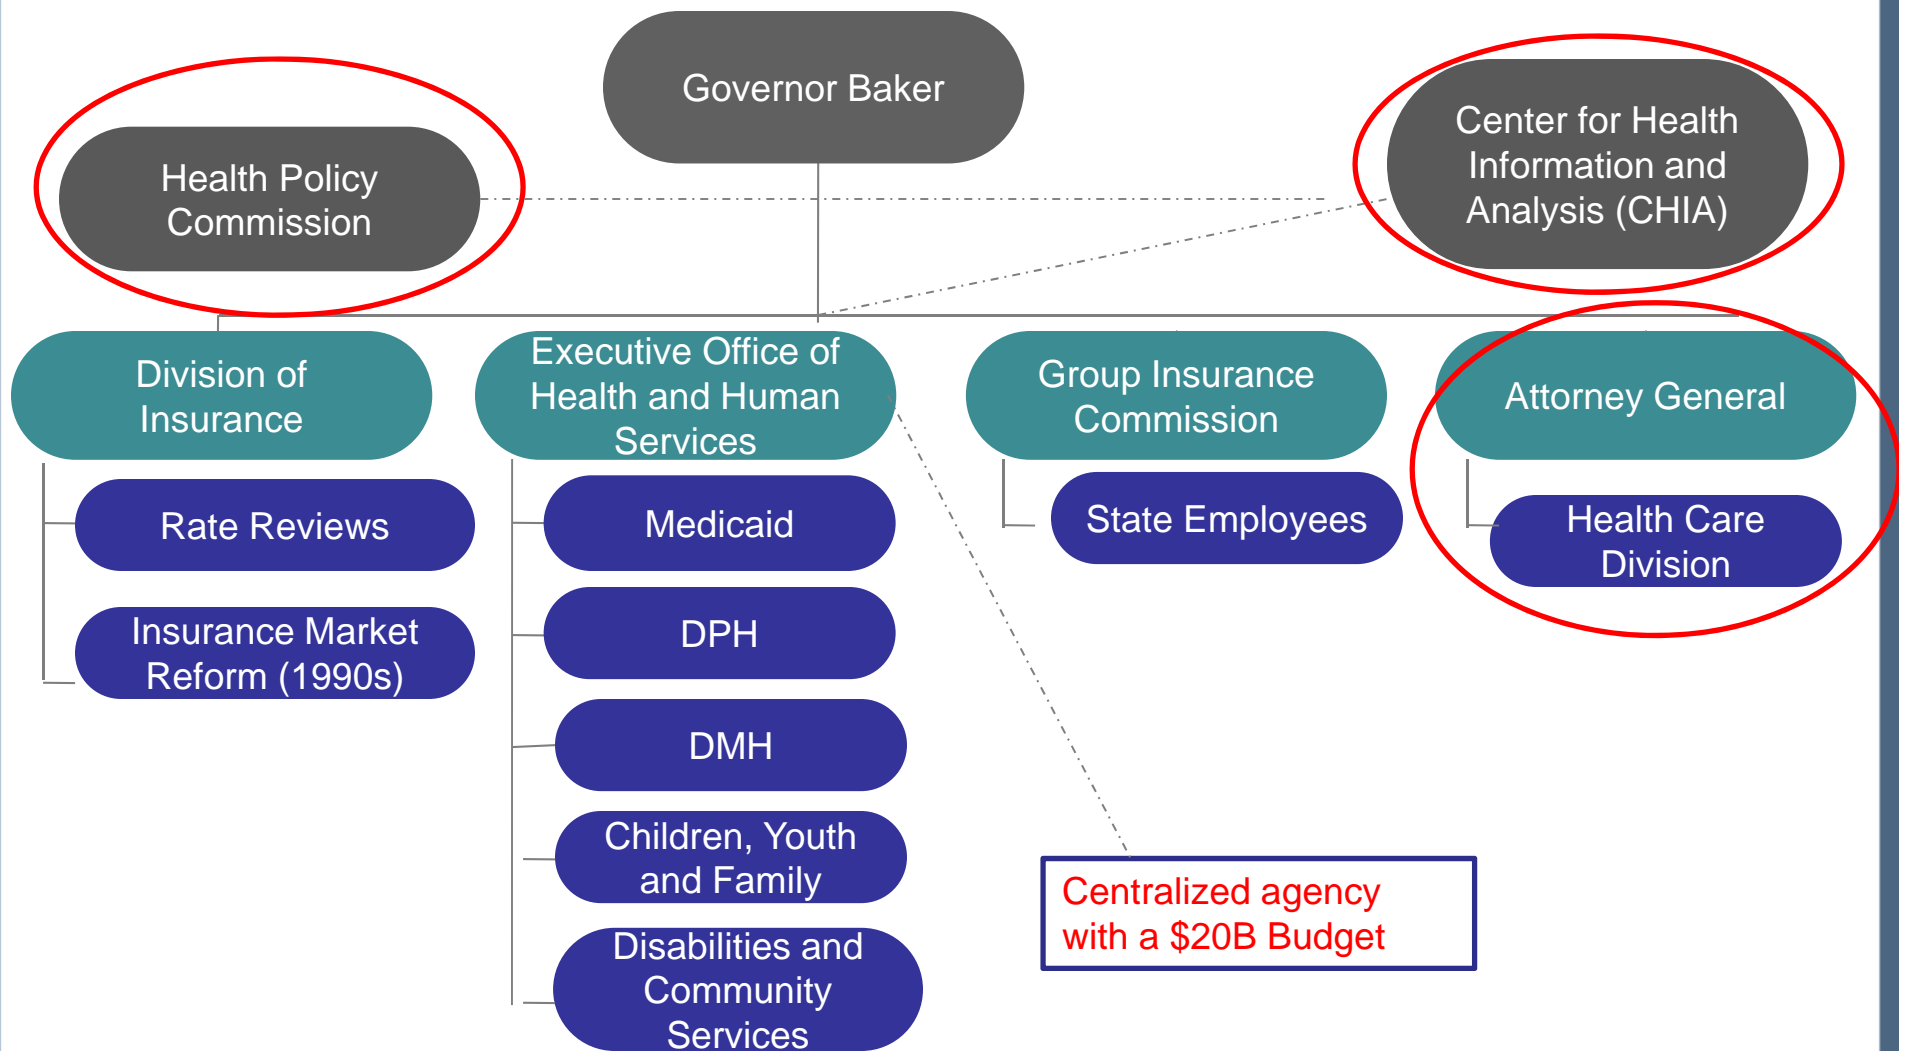 Governor Baker
Health Policy
Commission
Center for Health
Information and
Analysis (CHIA)
Division of
Insurance
Rate Reviews
Insurance Market
Reform (1990s)
Executive Office of
Health and Human
Services
Medicaid
DPH
DMH
Children, Youth
and Family
Disabilities and
Community
Services
Group Insurance
Commission
State Employees
Attorney General
Health Care
Division
Centralized agency
with a $20B Budget